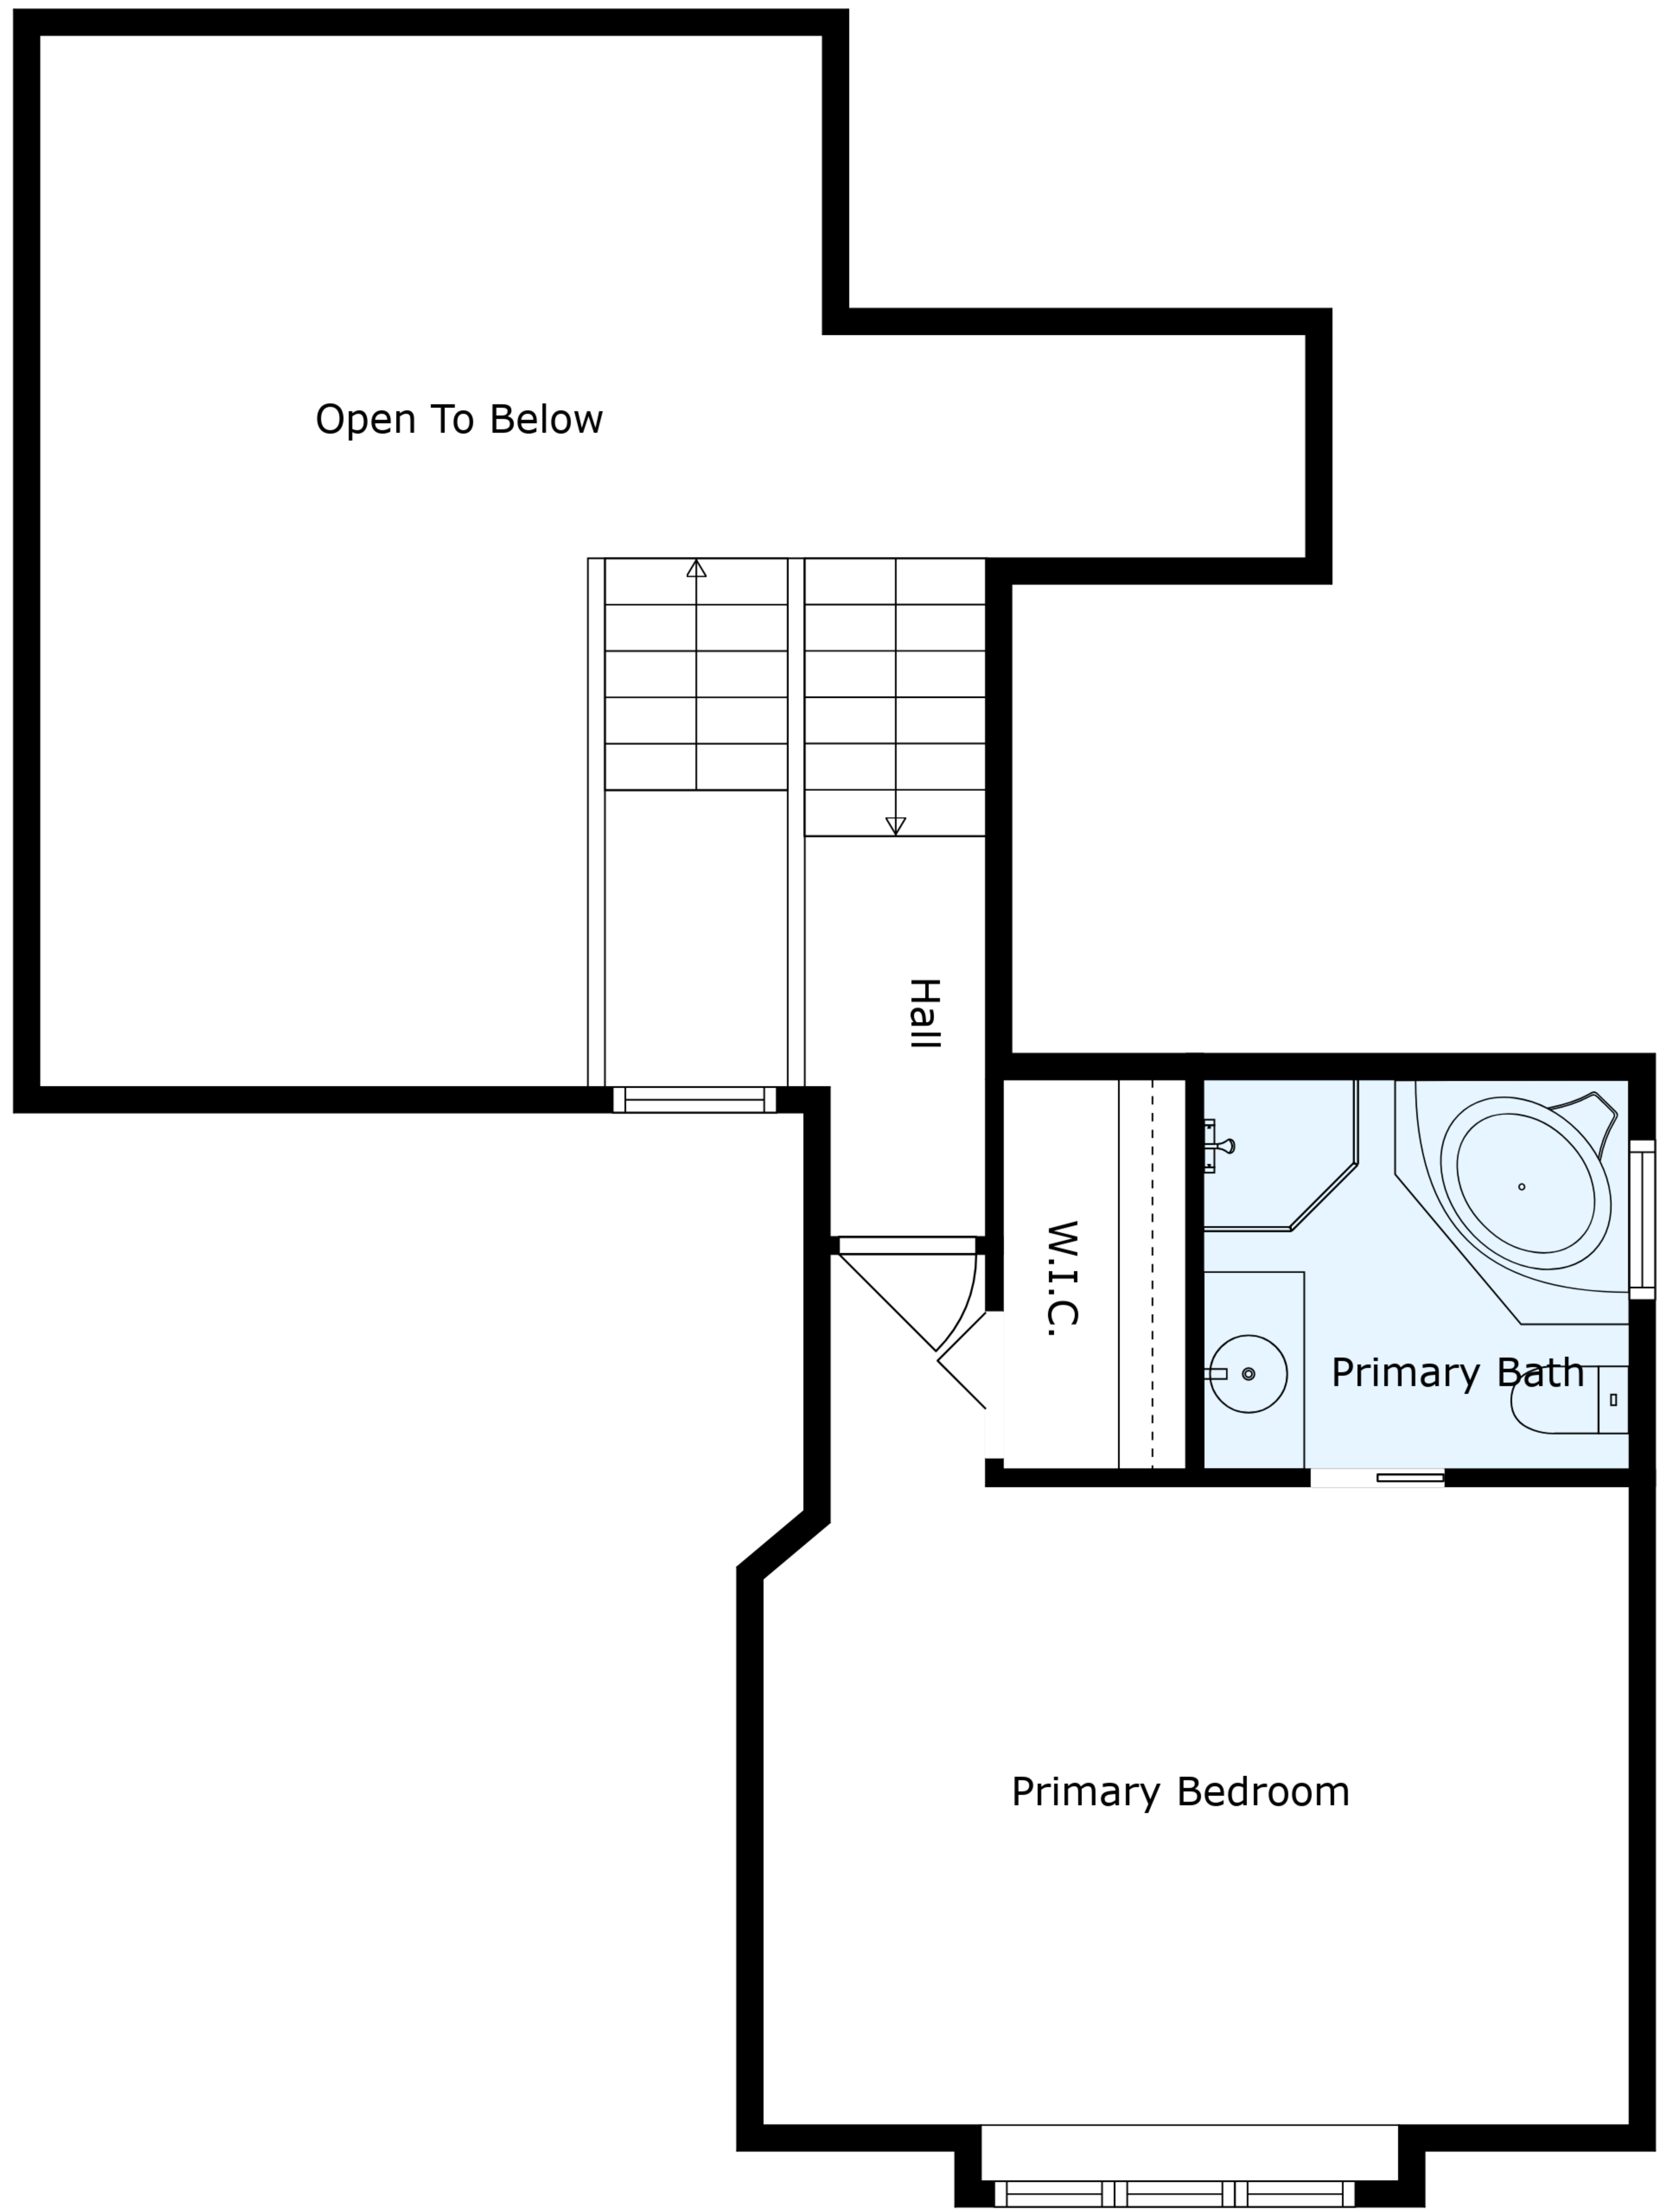 Open To Below
Hall
W.I.C.
Primary Bath
Primary Bedroom